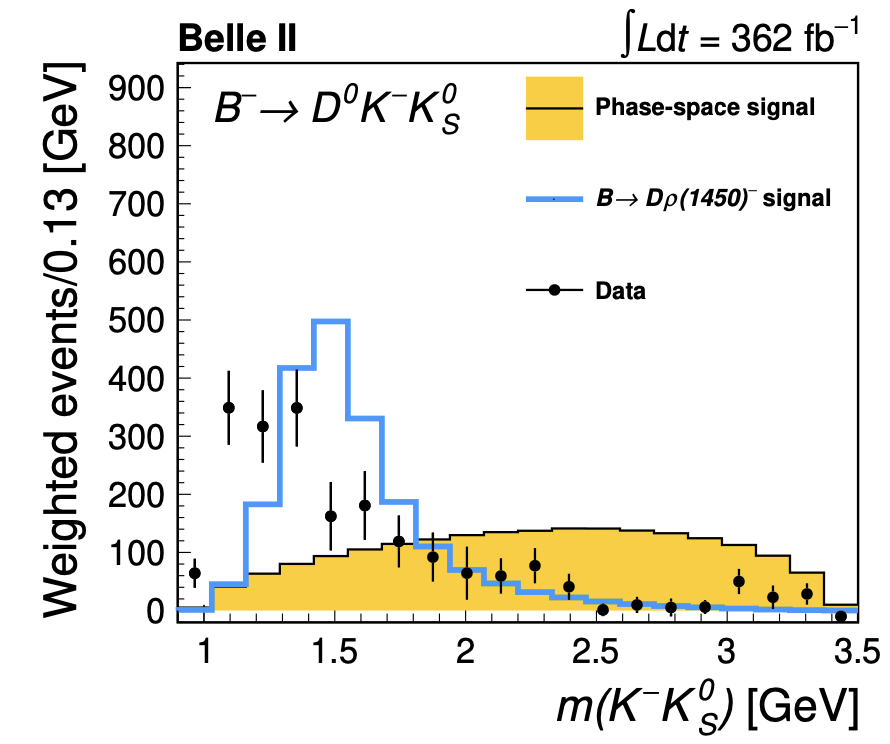 Belle II
∫Ldt = 362 fb⁻¹
B⁻→ D⁰K⁻K⁰_S
Phase-space signal
B→ Dρ(1450)⁻ signal
Data
Weighted events/0.13 [GeV]
900
800
700
600
500
400
300
200
100
0
1 1.5 2 2.5 3 3.5
m(K⁻K⁰_S) [GeV]